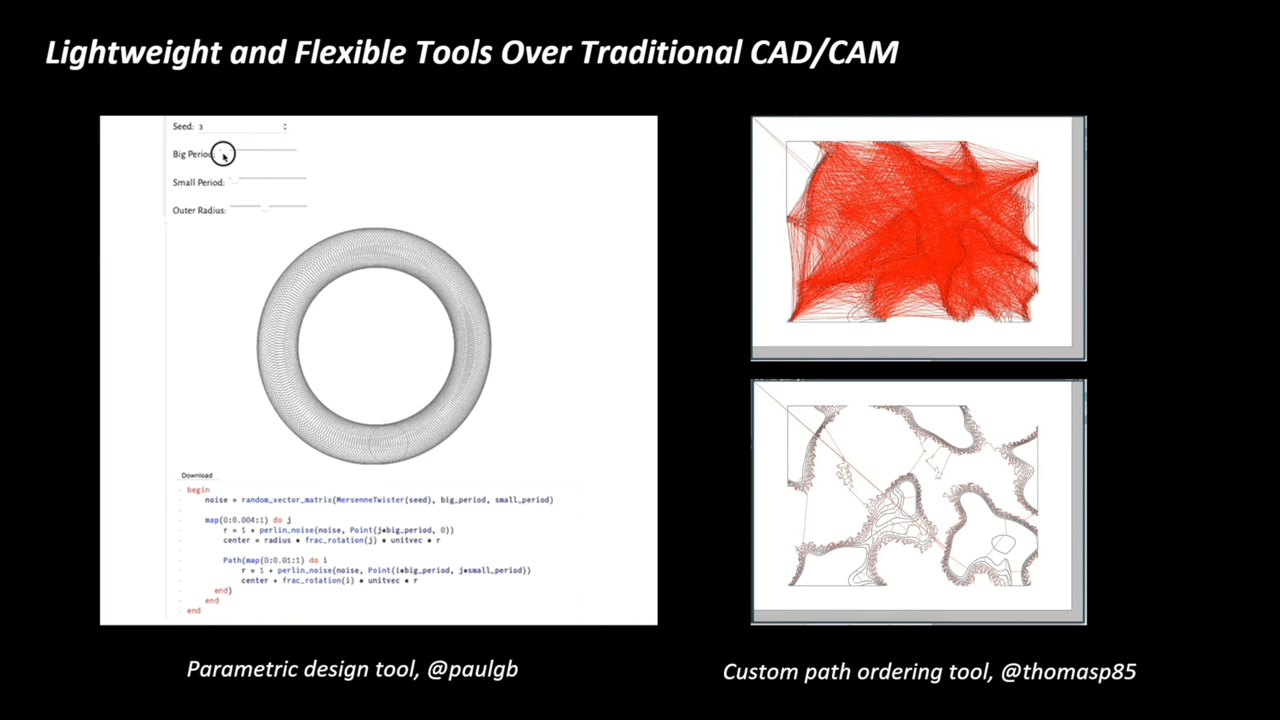 Lightweight and Flexible Tools Over Traditional CAD/CAM
Seed: 3
Big Period:
Small Period:
Outer Radius:
Download
begin
noise = random_vector_matrix(MersenneTwister(seed), big_period, small_period)
map(0:0.004:1) do j
r = 1 + perlin_noise(noise, Point(j*big_period, 0))
center = radius * frac_rotation(j) * unitvec * r
Path(map(0:0.01:1) do i
r = 1 + perlin_noise(noise, Point(i*big_period, j*small_period))
center + frac_rotation(i) * unitvec * r
end)
end
end
Parametric design tool, @paulgb
Custom path ordering tool, @thomasp85